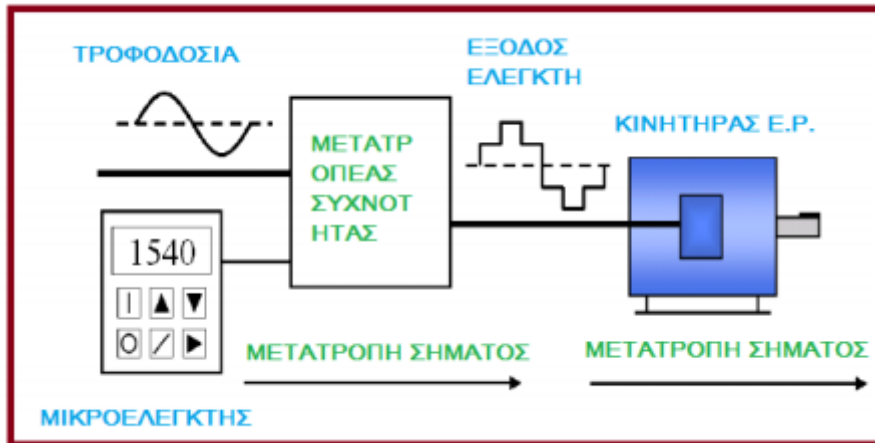 ΤΡΟΦΟΔΟΣΙΑ
ΕΞΟΔΟΣ
ΕΛΕΓΚΤΗ
ΚΙΝΗΤΗΡΑΣ Ε.Ρ.
ΜΕΤΑΤΡ
ΟΠΕΑΣ
ΣΥΧΝΟΤ
ΗΤΑΣ
1540
ΜΕΤΑΤΡΟΠΗ ΣΗΜΑΤΟΣ
ΜΕΤΑΤΡΟΠΗ ΣΗΜΑΤΟΣ
ΜΙΚΡΟΕΛΕΓΚΤΗΣ